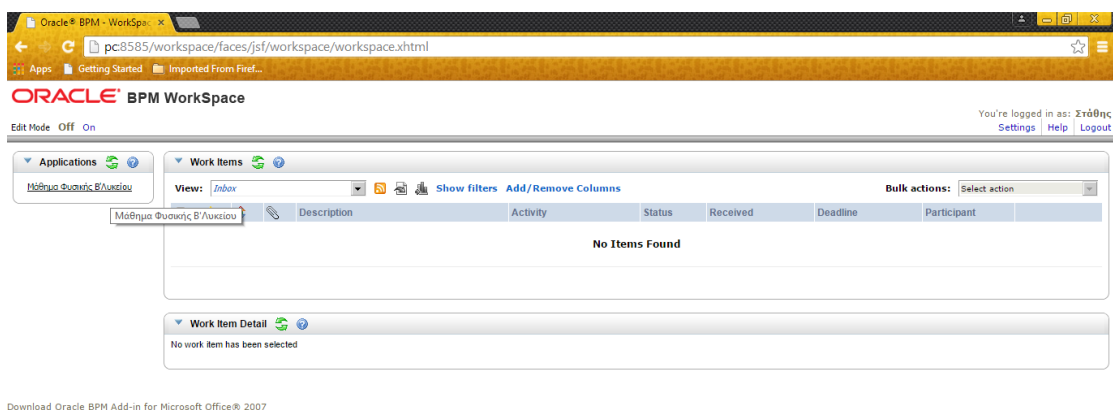 Oracle® BPM - WorkSpac
pc:8585/workspace/faces/jsf/workspace/workspace.xhtml
Apps Getting Started Imported From Firef...
ORACLE® BPM WorkSpace
You're logged in as: Στάθης
Edit Mode Off On
Settings Help Logout
Applications
Work Items
Μάθημα Φυσικής Β'Λυκείου
View: Inbox Show filters Add/Remove Columns Bulk actions: Select action
Μάθημα Φυσικής Β'Λυκείου
Description Activity Status Received Deadline Participant
No Items Found
Work Item Detail
No work item has been selected
Download Oracle BPM Add-in for Microsoft Office® 2007